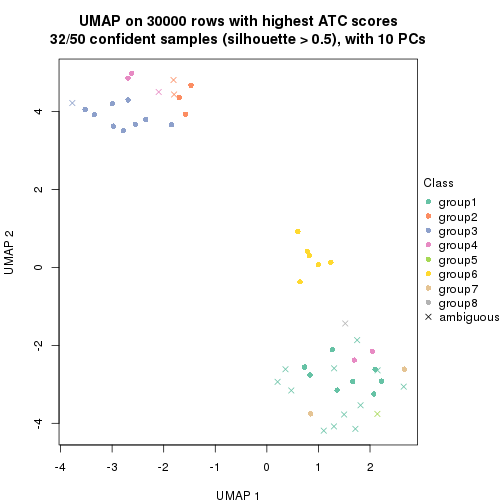 UMAP on 30000 rows with highest ATC scores
32/50 confident samples (silhouette > 0.5), with 10 PCs
Class
group1
group2
group3
group4
group5
group6
group7
group8
ambiguous
UMAP 2
4
2
0
-2
-4
-4 -3 -2 -1 0 1 2
UMAP 1